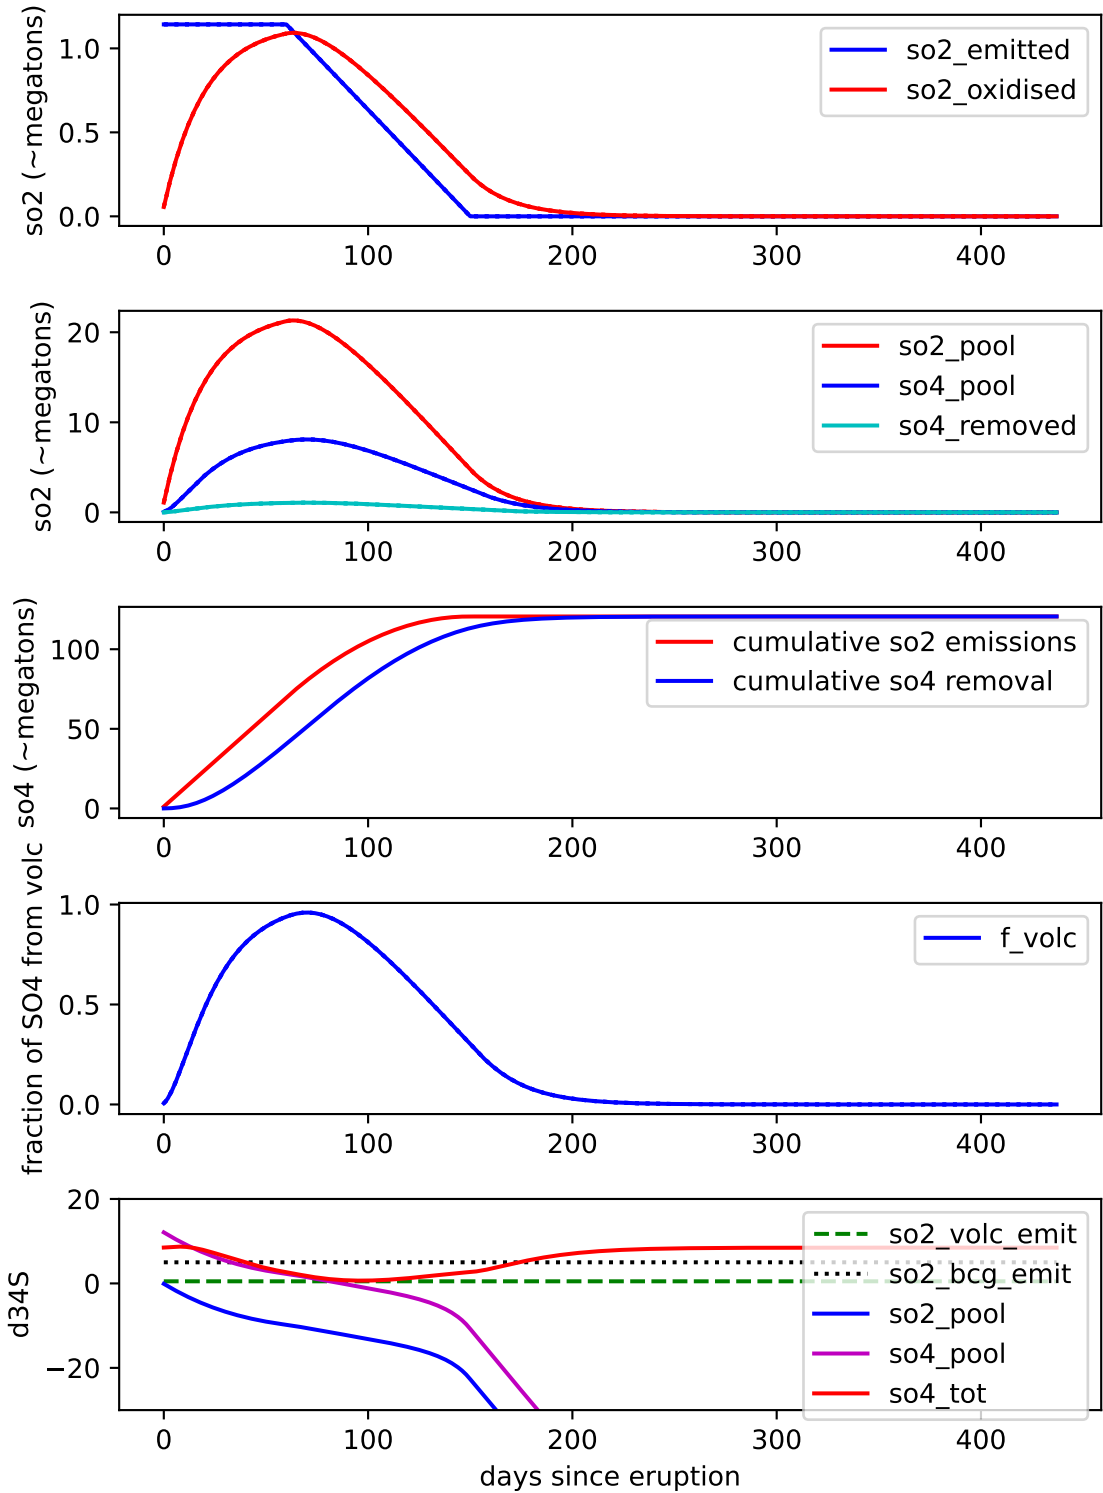 so2 (~megatons)
1.0
0.5
0.0
so2_emitted
so2_oxidised
0 100 200 300 400
so2 (~megatons)
20
10
0
so2_pool
so4_pool
so4_removed
0 100 200 300 400
so4 (~megatons)
100
50
0
cumulative so2 emissions
cumulative so4 removal
0 100 200 300 400
fraction of SO4 from volc
1.0
0.5
0.0
f_volc
0 100 200 300 400
d34S
20
0
−20
so2_volc_emit
so2_bcg_emit
so2_pool
so4_pool
so4_tot
0 100 200 300 400
days since eruption